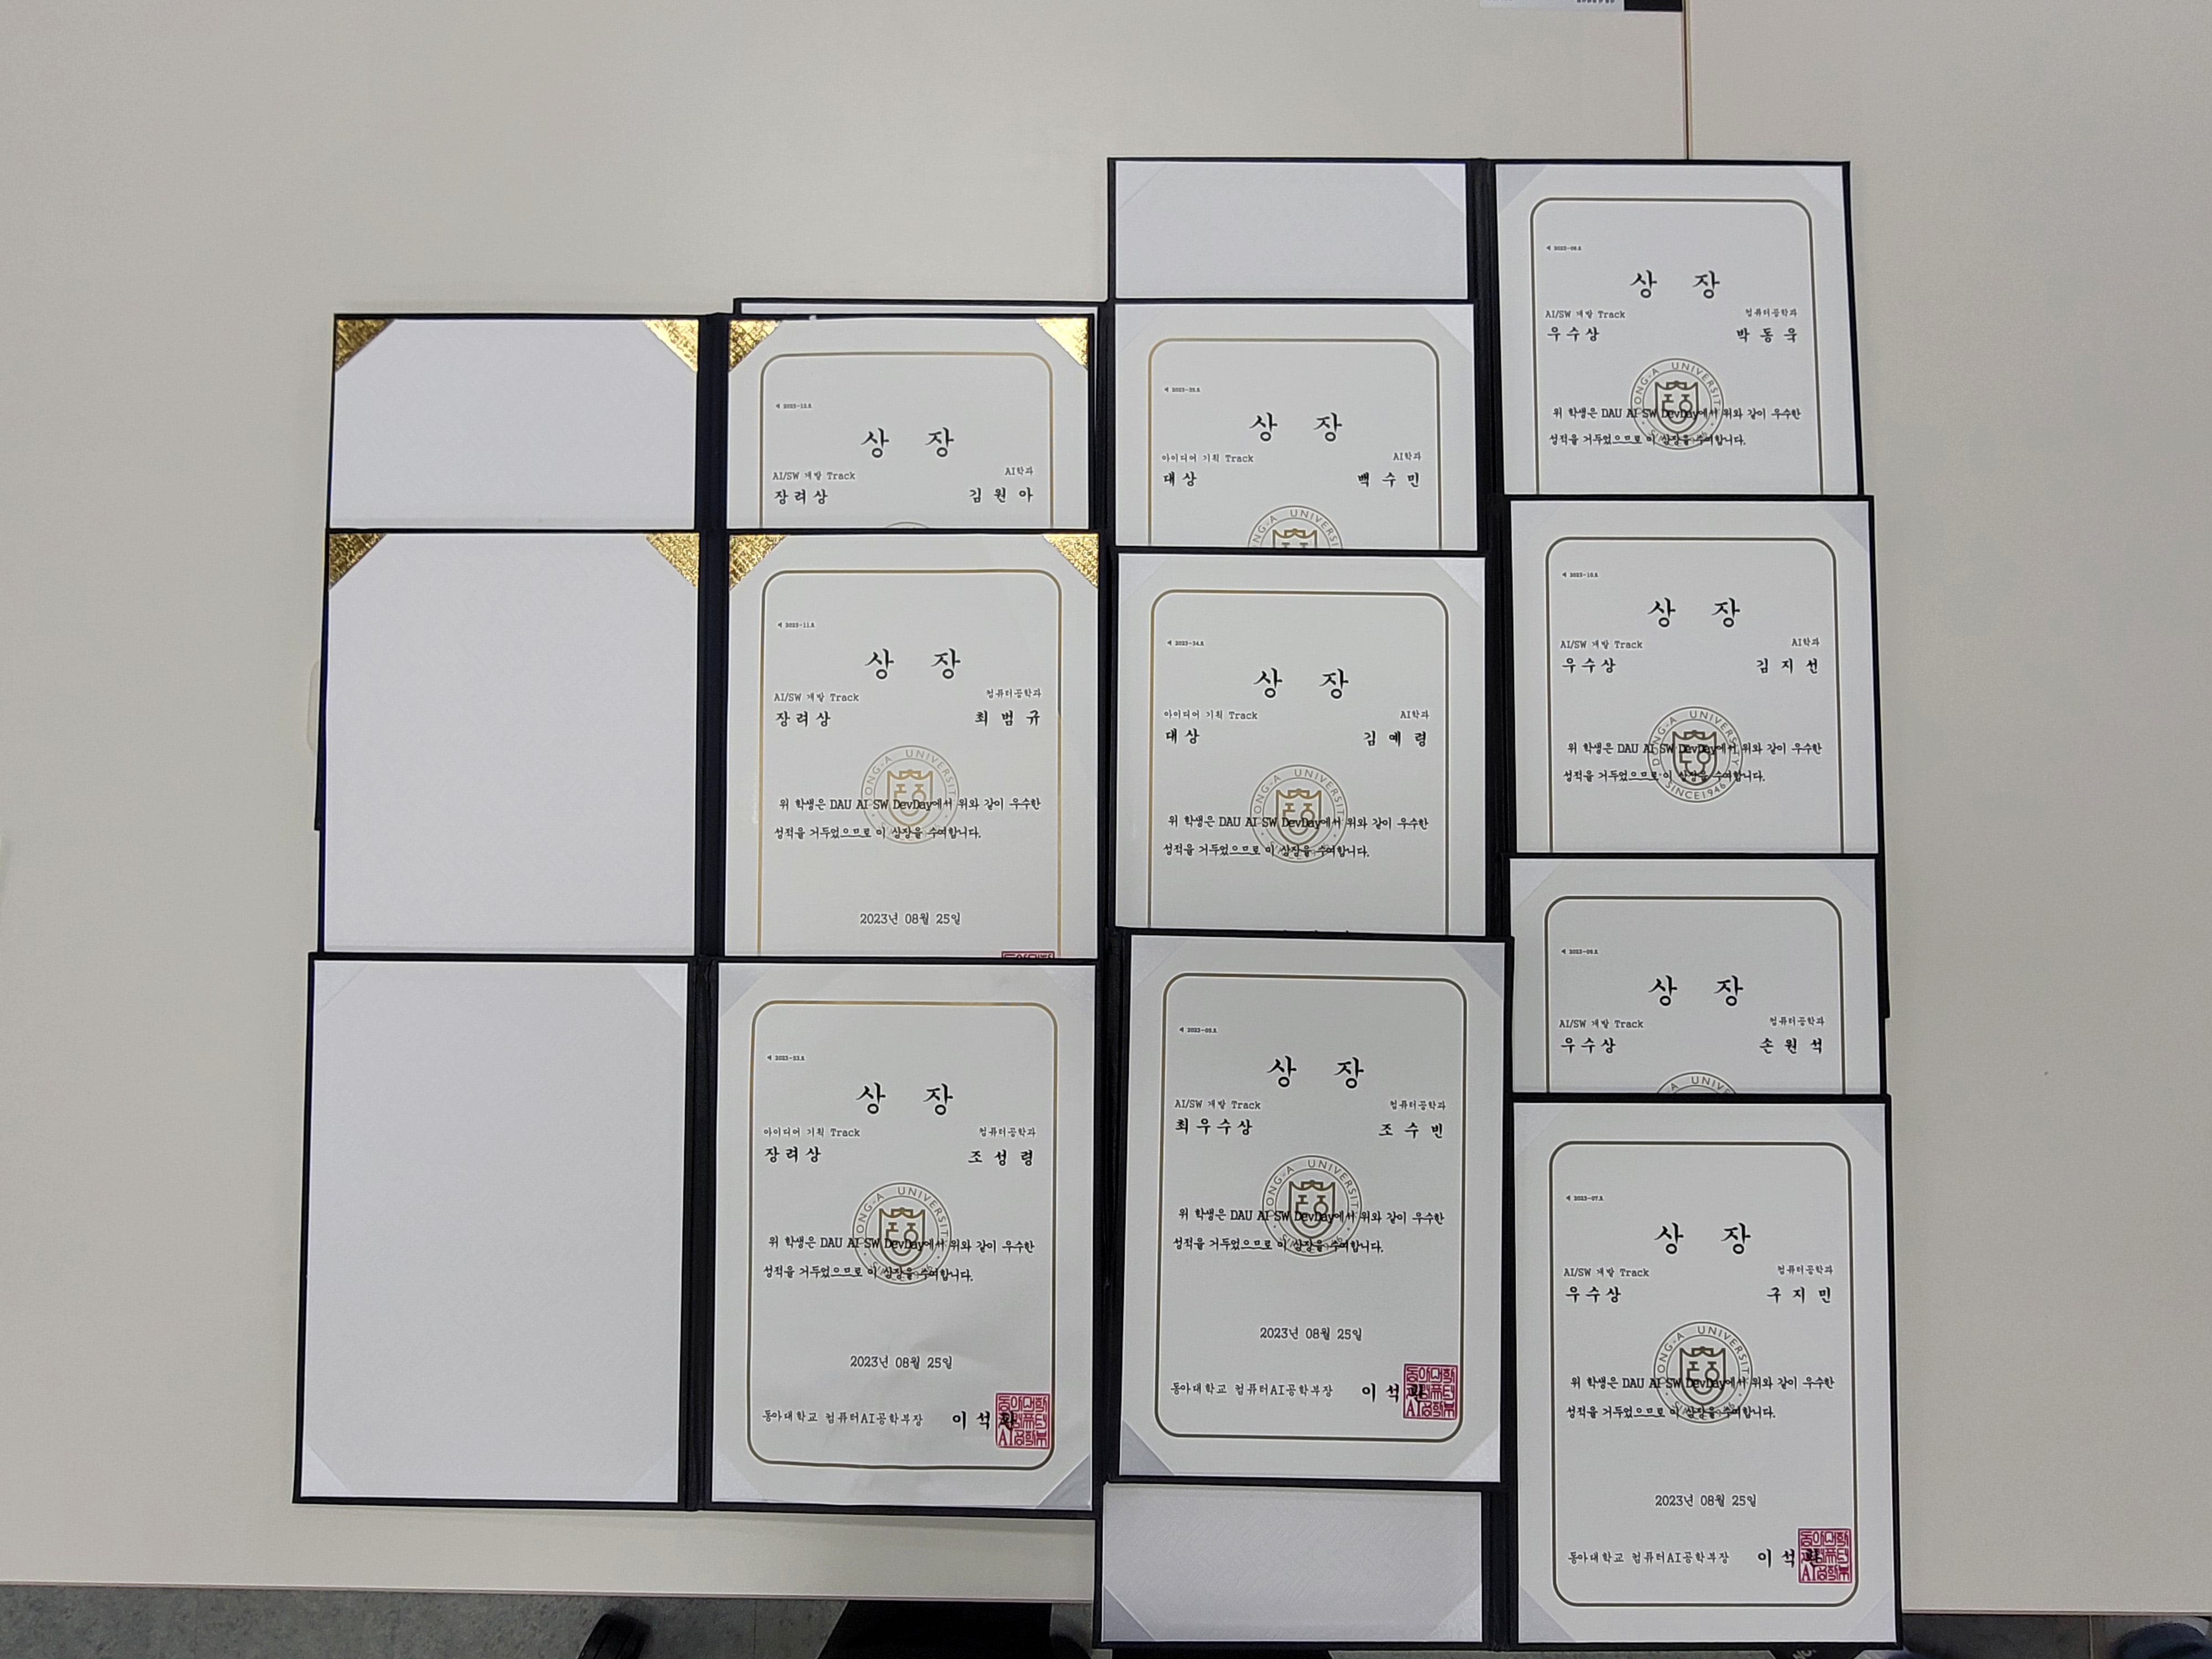 제 2023-12호
상 장
AI/SW 개발 Track AI학과
장려상 김 원 아
제 2023-11호
상 장
AI/SW 개발 Track 컴퓨터공학과
장려상 최 범 규
DONG-A UNIVERSITY
위 학생은 DAU AI SW DevDay에서 위와 같이 우수한
성적을 거두었으므로 이 상장을 수여합니다.
2023년 08월 25일
상 장
아이디어 기획 Track 컴퓨터공학과
장려상 조 성 령
DONG-A UNIVERSITY
위 학생은 DAU AI SW DevDay에서 위와 같이 우수한
성적을 거두었으므로 이 상장을 수여합니다.
2023년 08월 25일
동아대학교 컴퓨터AI공학부장 이 석
상 장
아이디어 기획 Track AI학과
대상 백 수 민
상 장
아이디어 기획 Track AI학과
대상 김 예 령
DONG-A UNIVERSITY
위 학생은 DAU AI SW DevDay에서 위와 같이 우수한
성적을 거두었으므로 이 상장을 수여합니다.
제 2023-05호
상 장
AI/SW 개발 Track 컴퓨터공학과
최우수상 조 수 빈
DONG-A UNIVERSITY
위 학생은 DAU AI SW DevDay에서 위와 같이 우수한
성적을 거두었으므로 이 상장을 수여합니다.
2023년 08월 25일
동아대학교 컴퓨터AI공학부장 이 석
상 장
AI/SW 개발 Track 컴퓨터공학과
우수상 박 동 욱
DONG-A UNIVERSITY
위 학생은 DAU AI SW DevDay에서 위와 같이 우수한
성적을 거두었으므로 이 상장을 수여합니다.
제 2023-10호
상 장
AI/SW 개발 Track AI학과
우수상 김 지 선
DONG-A UNIVERSITY
위 학생은 DAU AI SW DevDay에서 위와 같이 우수한
성적을 거두었으므로 이 상장을 수여합니다.
SINCE1946
제 2023-09호
상 장
AI/SW 개발 Track 컴퓨터공학과
우수상 손 원 석
제 2023-07호
상 장
AI/SW 개발 Track 컴퓨터공학과
우수상 구 지 민
DONG-A UNIVERSITY
위 학생은 DAU AI SW DevDay에서 위와 같이 우수한
성적을 거두었으므로 이 상장을 수여합니다.
2023년 08월 25일
동아대학교 컴퓨터AI공학부장 이 석